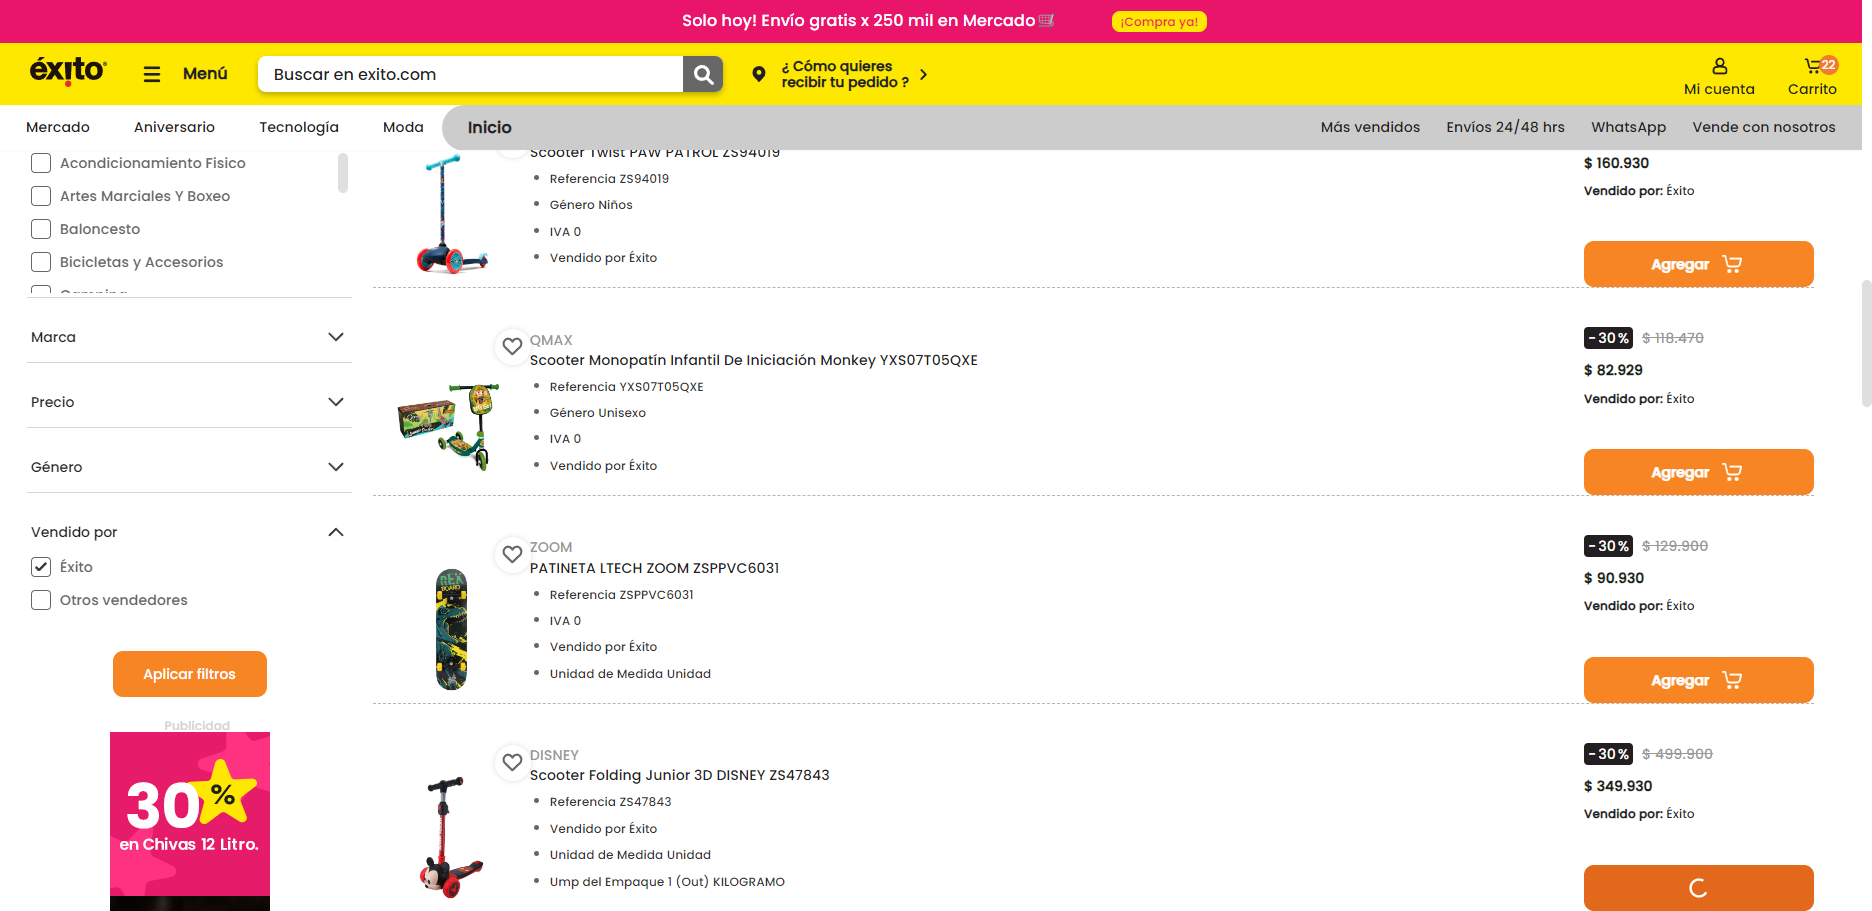 Solo hoy! Envío gratis x 250 mil en Mercado
¡Compra ya!
éxito
Menú
Buscar en exito.com
¿ Cómo quieres
recibir tu pedido ?
Mi cuenta
22
Carrito
Mercado
Aniversario
Tecnología
Moda
Inicio
Más vendidos
Envíos 24/48 hrs
WhatsApp
Vende con nosotros
Acondicionamiento Fisico
Artes Marciales Y Boxeo
Baloncesto
Bicicletas y Accesorios
Camping
Marca
Precio
Género
Vendido por
Éxito
Otros vendedores
Aplicar filtros
Publicidad
30%
en Chivas 12 Litro.
Scooter Twist PAW PATROL ZS94019
Referencia ZS94019
Género Niños
IVA 0
Vendido por Éxito
$ 160.930
Vendido por: Éxito
Agregar
QMAX
Scooter Monopatín Infantil De Iniciación Monkey YXS07T05QXE
Referencia YXS07T05QXE
Género Unisexo
IVA 0
Vendido por Éxito
-30% $ 118.470
$ 82.929
Vendido por: Éxito
Agregar
ZOOM
PATINETA LTECH ZOOM ZSPPVC6031
Referencia ZSPPVC6031
IVA 0
Vendido por Éxito
Unidad de Medida Unidad
REX
BOARD
-30% $ 129.900
$ 90.930
Vendido por: Éxito
Agregar
DISNEY
Scooter Folding Junior 3D DISNEY ZS47843
Referencia ZS47843
Vendido por Éxito
Unidad de Medida Unidad
Ump del Empaque 1 (Out) KILOGRAMO
-30% $ 499.900
$ 349.930
Vendido por: Éxito